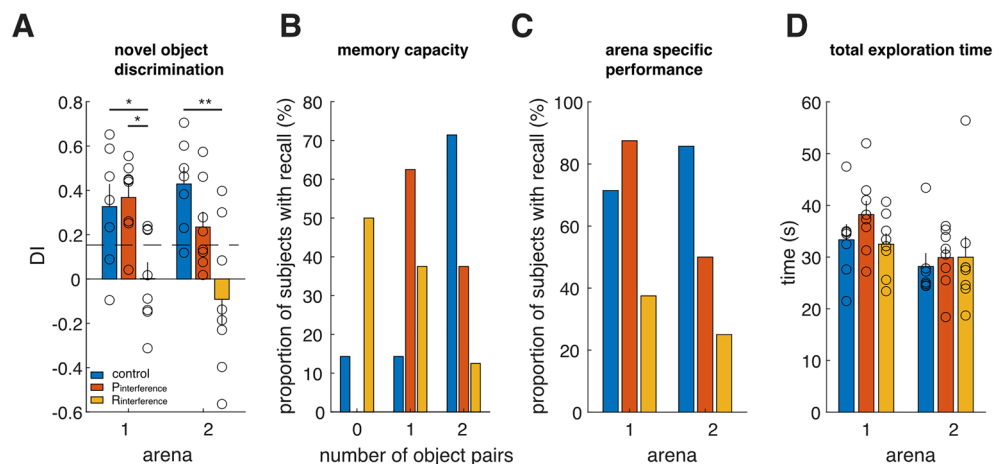 A
novel object
discrimination
DI
0.8
0.6
0.4
0.2
0
-0.2
-0.4
-0.6
*
*
**
control
Pinterference
Rinterference
1
2
arena
B
memory capacity
proportion of subjects with recall (%)
80
70
60
50
40
30
20
10
0
0
1
2
number of object pairs
C
arena specific
performance
proportion of subjects with recall (%)
100
80
60
40
20
0
1
2
arena
D
total exploration time
time (s)
60
50
40
30
20
10
0
1
2
arena